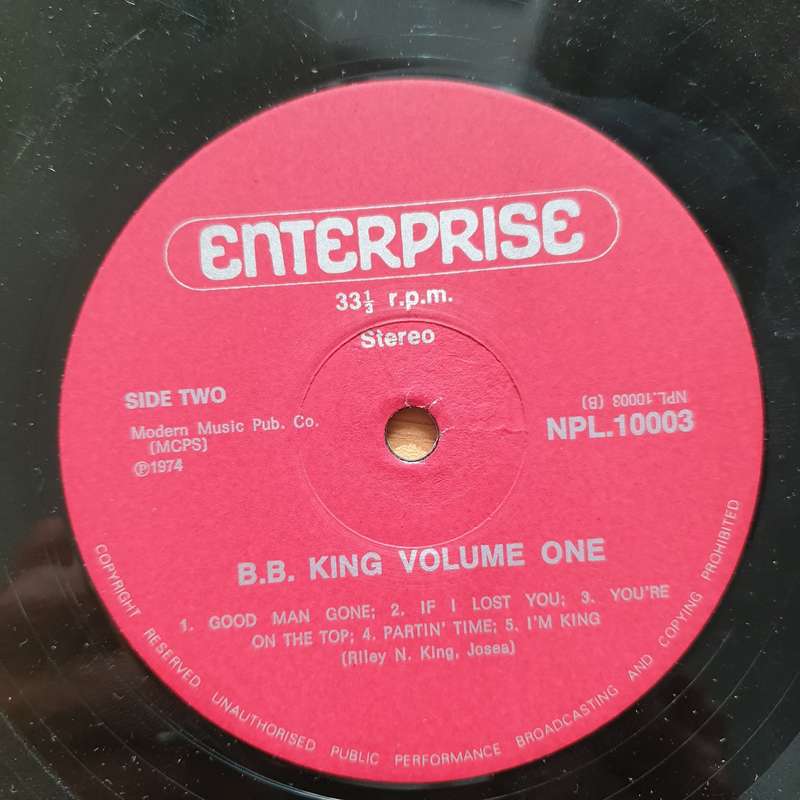 ENTERPRISE
33⅓ r.p.m.
Stereo
SIDE TWO
Modern Music Pub. Co.
(MCPS)
℗1974
NPL.10003 (B)
NPL.10003
B.B. KING VOLUME ONE
1. GOOD MAN GONE; 2. IF I LOST YOU; 3. YOU'RE
ON THE TOP; 4. PARTIN' TIME; 5. I'M KING
(Riley N. King, Josea)
COPYRIGHT RESERVED UNAUTHORISED PUBLIC PERFORMANCE BROADCASTING AND COPYING PROHIBITED